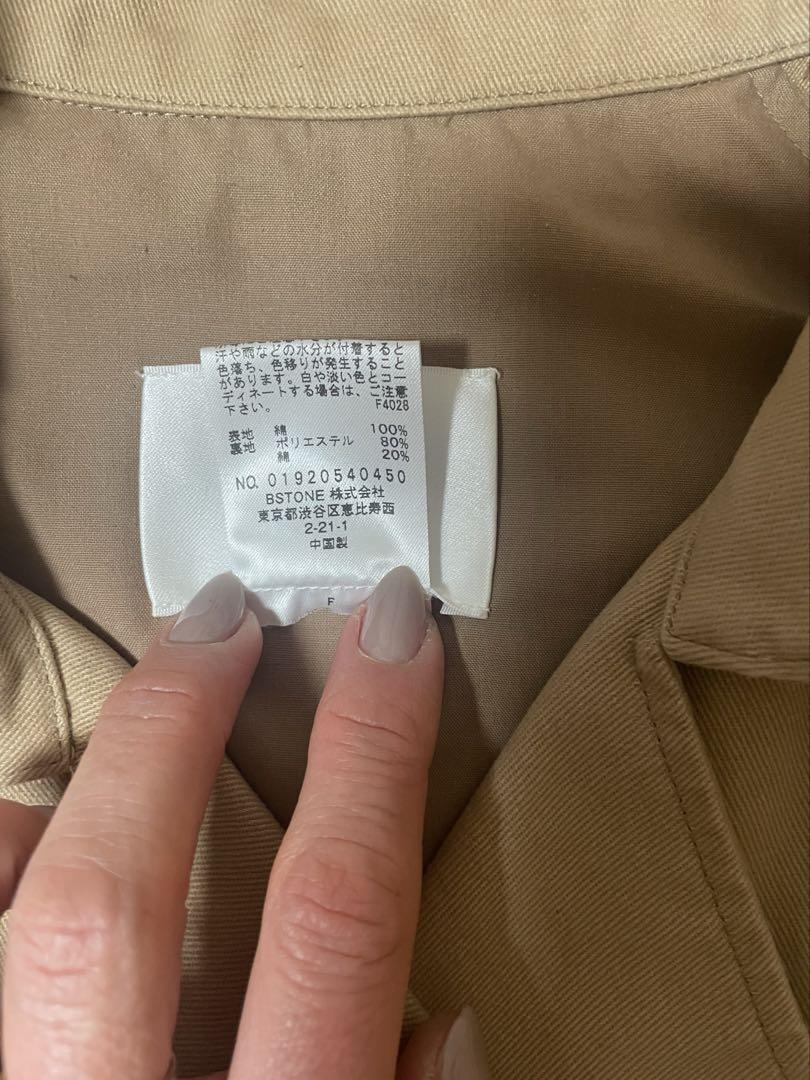 汗や雨などの水分が付着すると
色落ち、色移りが発生すること
があります。白や淡い色とコー
ディネートする場合は、ご注意
下さい。 F4028
表地 綿 100%
裏地 ポリエステル 80%
綿 20%
NO. 01920540450
BSTONE 株式会社
東京都渋谷区恵比寿西
2-21-1
中国製